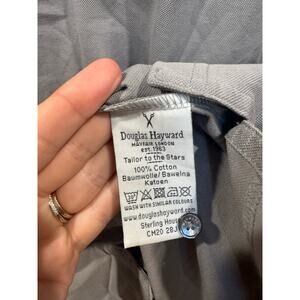 Douglas Hayward
MAYFAIR LONDON
est.1963
Tailor to the Stars
100% Cotton
Baumwolle/ Bawelna
Katoen
WASH WITH SIMILAR COLOURS
www.douglashayward.com
Sterling House
CM20 2BJ